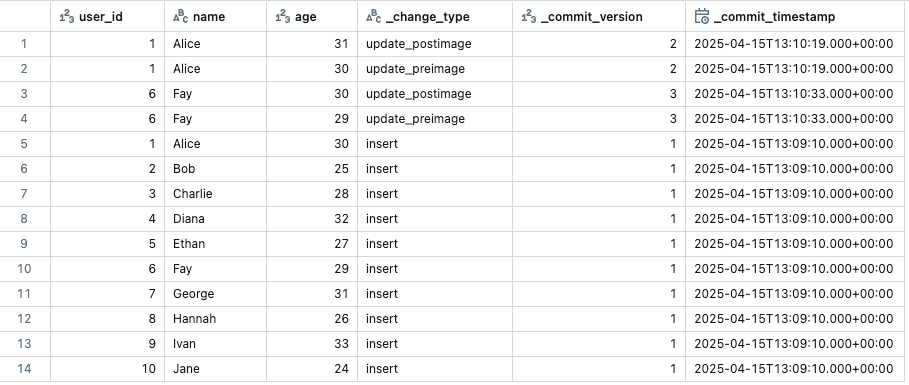 user_id name age _change_type _commit_version _commit_timestamp
1 1 Alice 31 update_postimage 2 2025-04-15T13:10:19.000+00:00
2 1 Alice 30 update_preimage 2 2025-04-15T13:10:19.000+00:00
3 6 Fay 30 update_postimage 3 2025-04-15T13:10:33.000+00:00
4 6 Fay 29 update_preimage 3 2025-04-15T13:10:33.000+00:00
5 1 Alice 30 insert 1 2025-04-15T13:09:10.000+00:00
6 2 Bob 25 insert 1 2025-04-15T13:09:10.000+00:00
7 3 Charlie 28 insert 1 2025-04-15T13:09:10.000+00:00
8 4 Diana 32 insert 1 2025-04-15T13:09:10.000+00:00
9 5 Ethan 27 insert 1 2025-04-15T13:09:10.000+00:00
10 6 Fay 29 insert 1 2025-04-15T13:09:10.000+00:00
11 7 George 31 insert 1 2025-04-15T13:09:10.000+00:00
12 8 Hannah 26 insert 1 2025-04-15T13:09:10.000+00:00
13 9 Ivan 33 insert 1 2025-04-15T13:09:10.000+00:00
14 10 Jane 24 insert 1 2025-04-15T13:09:10.000+00:00